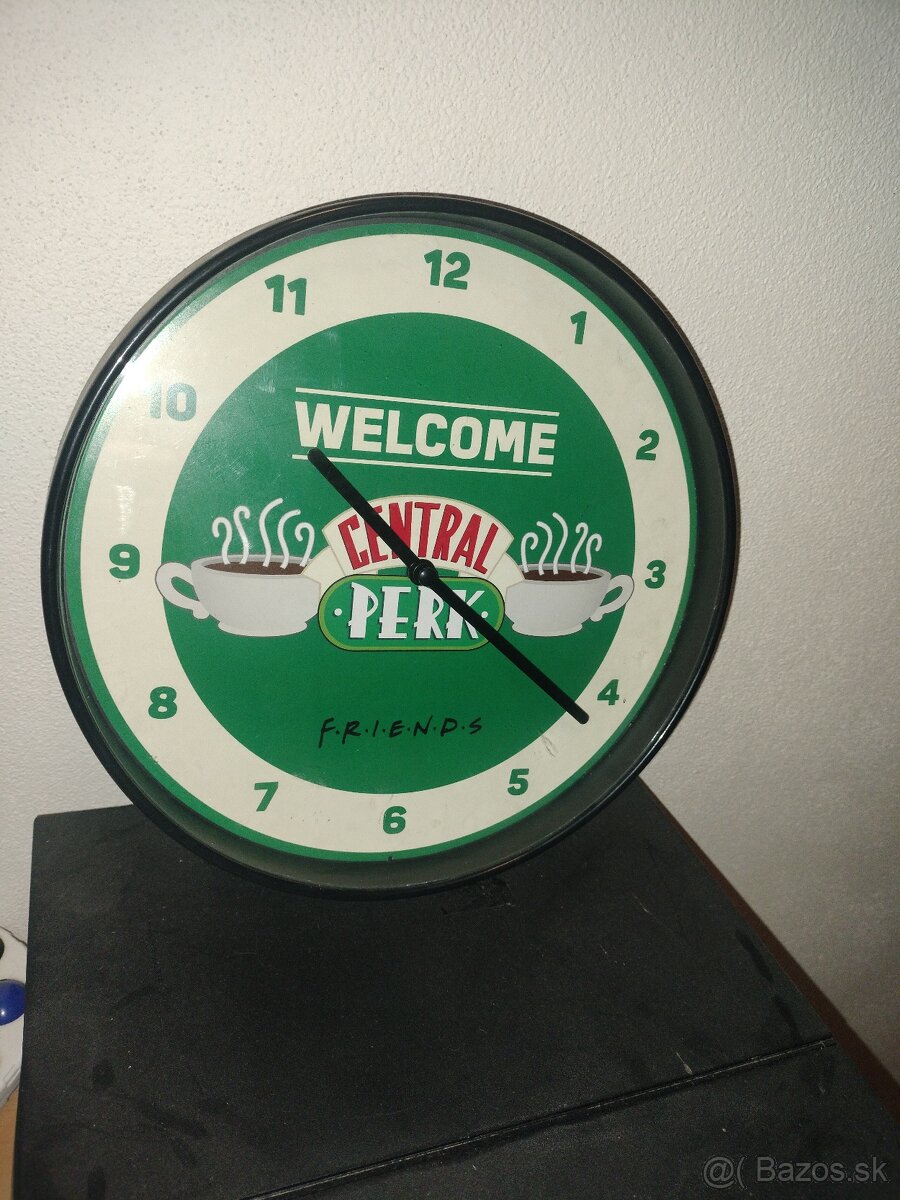 12
11
1
10
2
WELCOME
CENTRAL
9
3
·PERK·
8
4
F·R·I·E·N·D·S
7
5
6
@( Bazos.sk